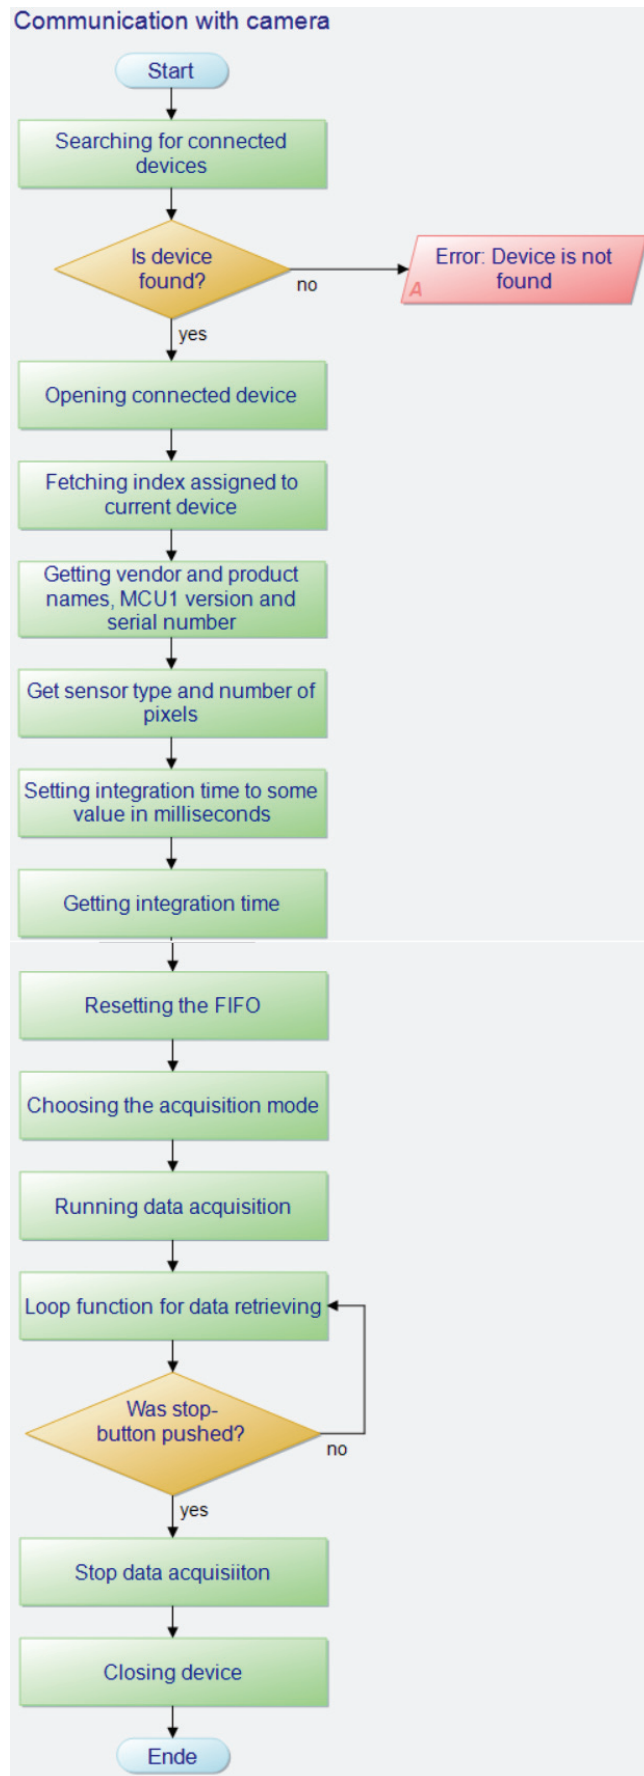 Communication with camera
Start
Searching for connected
devices
Is device
found?
no
Error: Device is not
found
A
yes
Opening connected device
Fetching index assigned to
current device
Getting vendor and product
names, MCU1 version and
serial number
Get sensor type and number of
pixels
Setting integration time to some
value in milliseconds
Getting integration time
Resetting the FIFO
Choosing the acquisition mode
Running data acquisition
Loop function for data retrieving
Was stop-
button pushed?
no
yes
Stop data acquisiiton
Closing device
Ende